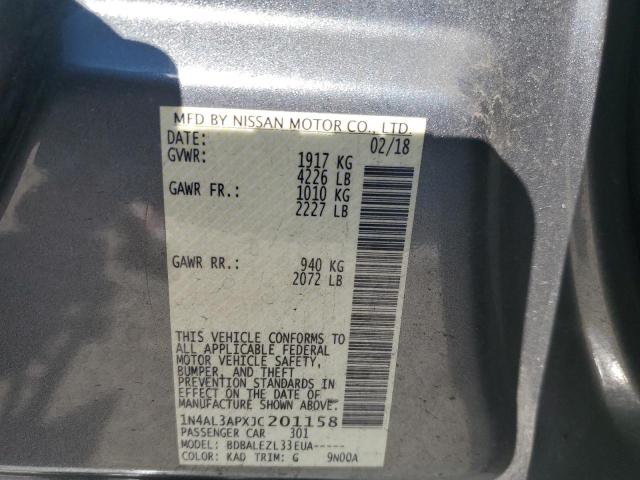 MFD BY NISSAN MOTOR CO., LTD.
DATE: 02/18
GVWR: 1917 KG
4226 LB
GAWR FR.: 1010 KG
2227 LB
GAWR RR.: 940 KG
2072 LB
THIS VEHICLE CONFORMS TO
ALL APPLICABLE FEDERAL
MOTOR VEHICLE SAFETY,
BUMPER, AND THEFT
PREVENTION STANDARDS IN
EFFECT ON THE DATE OF
MANUFACTURE SHOWN ABOVE.
1N4AL3APXJC201158
PASSENGER CAR 301
MODEL: BDBALEZL33EUA-----
COLOR: KAD TRIM: G 9N00A